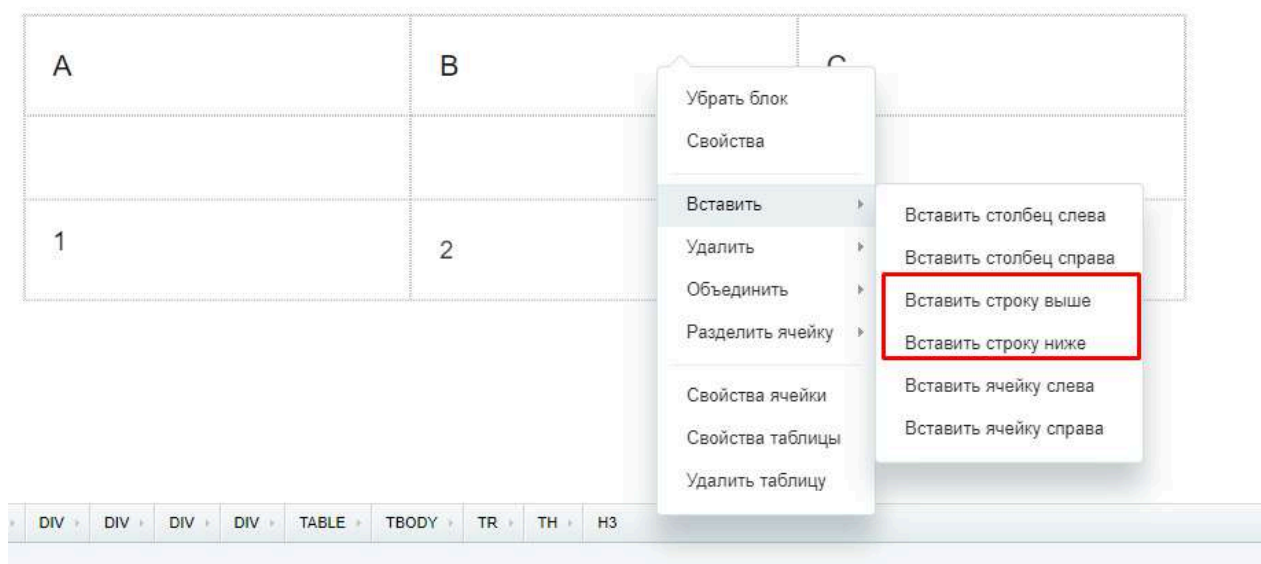 A B C
Убрать блок
Свойства
Вставить
Вставить столбец слева
1 2
Удалить
Вставить столбец справа
Объединить
Вставить строку выше
Разделить ячейку
Вставить строку ниже
Свойства ячейки
Вставить ячейку слева
Свойства таблицы
Вставить ячейку справа
Удалить таблицу
DIV DIV DIV DIV TABLE TBODY TR TH H3